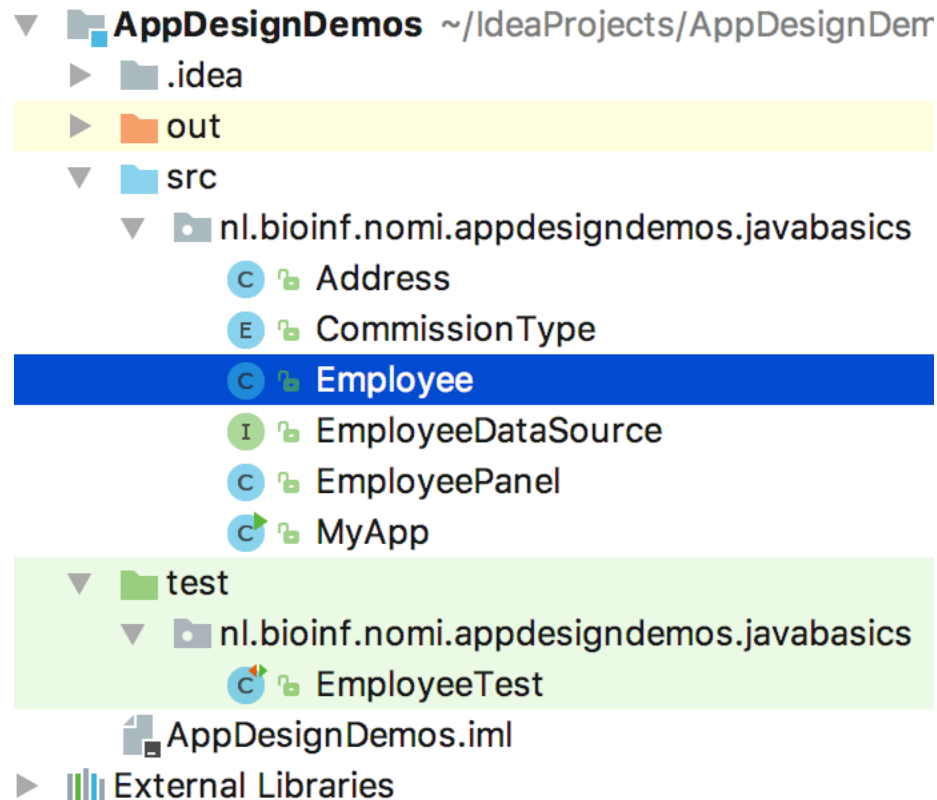 AppDesignDemos ~/IdeaProjects/AppDesignDem
.idea
out
src
nl.bioinf.nomi.appdesigndemos.javabasics
C Address
E CommissionType
C Employee
I EmployeeDataSource
C EmployeePanel
C MyApp
test
nl.bioinf.nomi.appdesigndemos.javabasics
C EmployeeTest
AppDesignDemos.iml
External Libraries